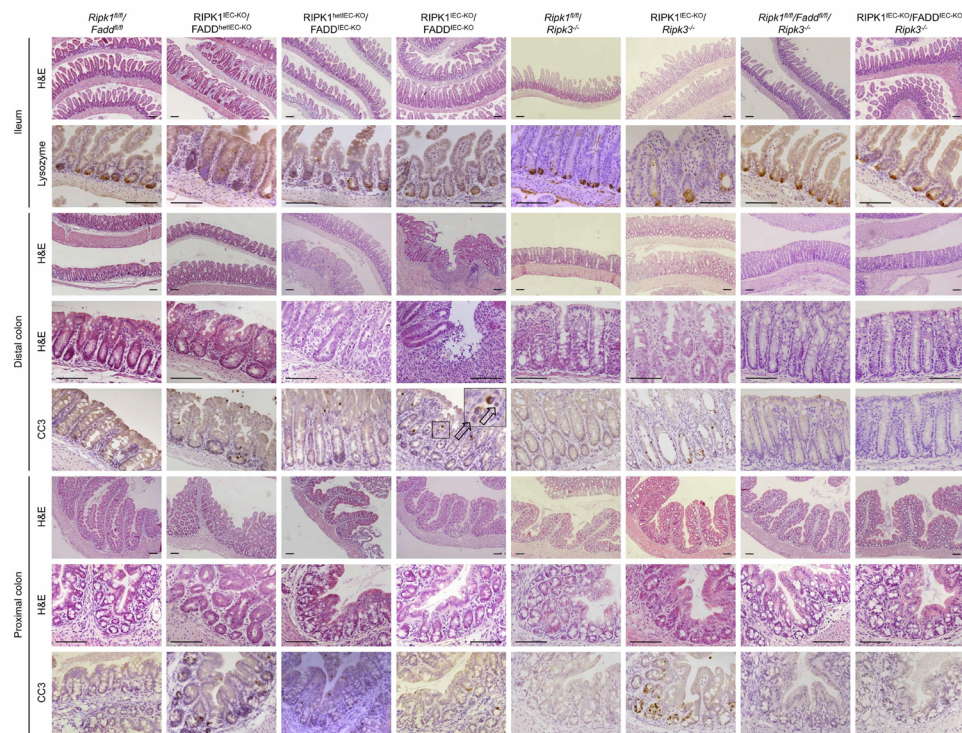 Ripk1fl/fl/
Faddfl/fl
RIPK1IEC-KO/
FADDhetIEC-KO
RIPK1hetIEC-KO/
FADDIEC-KO
RIPK1IEC-KO/
FADDIEC-KO
Ripk1fl/fl/
Ripk3-/-
RIPK1IEC-KO/
Ripk3-/-
Ripk1fl/fl/Faddfl/fl/
Ripk3-/-
RIPK1IEC-KO/FADDIEC-KO/
Ripk3-/-
Ileum
H&E
Lysozyme
Distal colon
H&E
H&E
CC3
Proximal colon
H&E
H&E
CC3